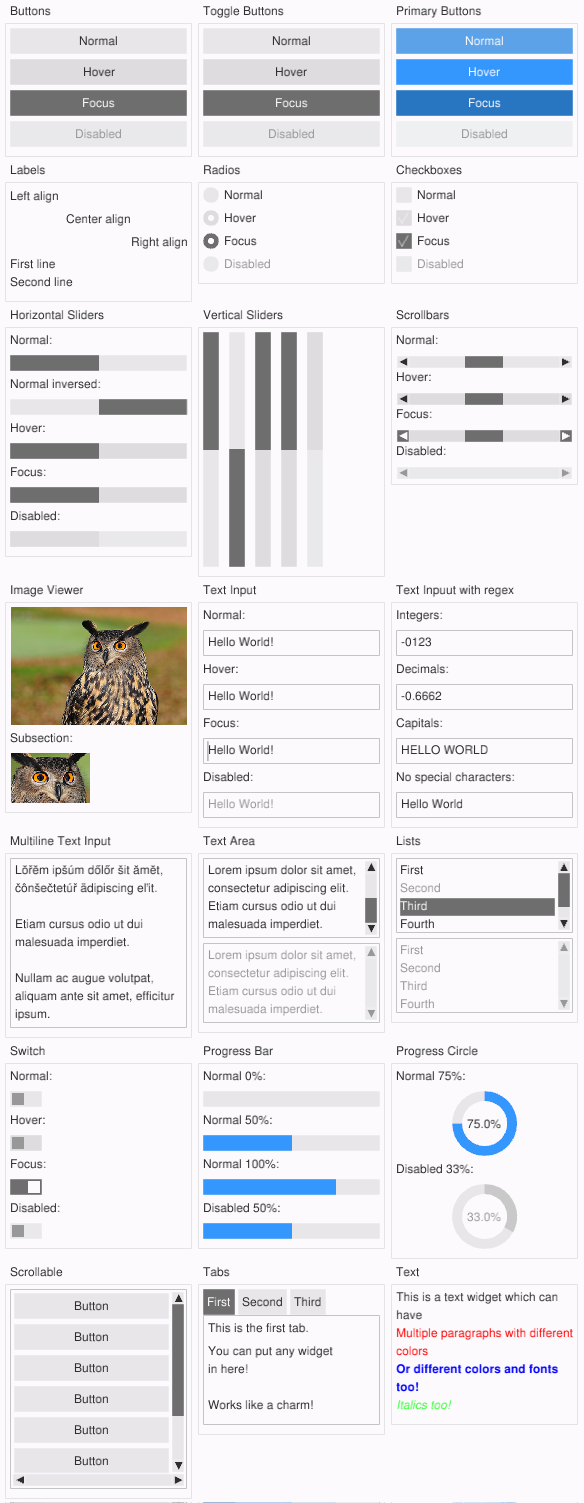 Buttons
Normal
Hover
Focus
Disabled
Toggle Buttons
Normal
Hover
Focus
Disabled
Primary Buttons
Normal
Hover
Focus
Disabled
Labels
Left align
Center align
Right align
First line
Second line
Radios
Normal
Hover
Focus
Disabled
Checkboxes
Normal
Hover
Focus
Disabled
Horizontal Sliders
Normal:
Normal inversed:
Hover:
Focus:
Disabled:
Vertical Sliders
Scrollbars
Normal:
Hover:
Focus:
Disabled:
Image Viewer
Subsection:
Text Input
Normal:
Hello World!
Hover:
Hello World!
Focus:
Hello World!
Disabled:
Hello World!
Text Inpuut with regex
Integers:
-0123
Decimals:
-0.6662
Capitals:
HELLO WORLD
No special characters:
Hello World
Multiline Text Input
Lõřĕm ipšúm dőlőř šit ămĕt,
čônšečtetúř ãdipiscing eľit.
Etiam cursus odio ut dui
malesuada imperdiet.
Nullam ac augue volutpat,
aliquam ante sit amet, efficitur
ipsum.
Text Area
Lorem ipsum dolor sit amet,
consectetur adipiscing elit.
Etiam cursus odio ut dui
malesuada imperdiet.
Lorem ipsum dolor sit amet,
consectetur adipiscing elit.
Etiam cursus odio ut dui
malesuada imperdiet.
Lists
First
Second
Third
Fourth
First
Second
Third
Fourth
Switch
Normal:
Hover:
Focus:
Disabled:
Progress Bar
Normal 0%:
Normal 50%:
Normal 100%:
Disabled 50%:
Progress Circle
Normal 75%:
75.0%
Disabled 33%:
33.0%
Scrollable
Button
Button
Button
Button
Button
Button
Tabs
First Second Third
This is the first tab.
You can put any widget
in here!
Works like a charm!
Text
This is a text widget which can
have
Multiple paragraphs with different
colors
Or different colors and fonts
too!
Italics too!